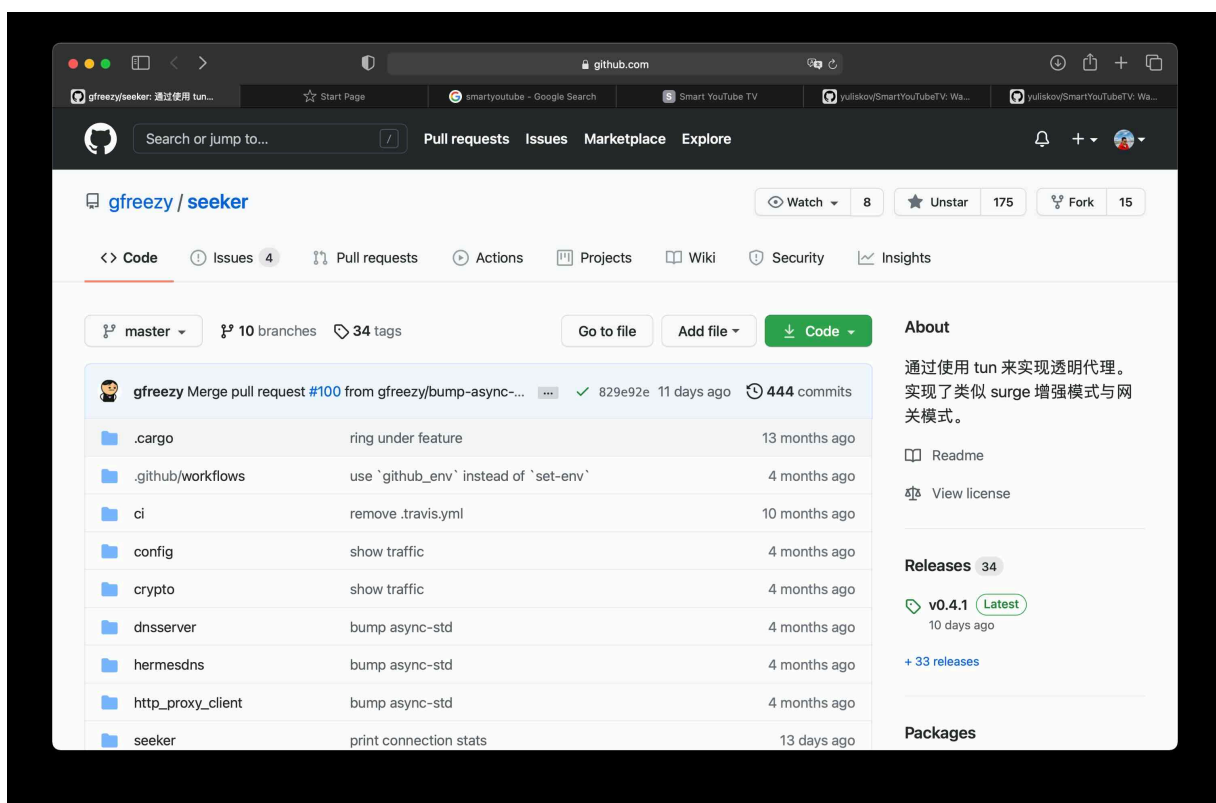 github.com
gfreezy/seeker: 通过使用 tun...
Start Page
smartyoutube - Google Search
S Smart YouTube TV
yuliskov/SmartYouTubeTV: Wa...
yuliskov/SmartYouTubeTV: Wa...
Search or jump to... /
Pull requests Issues Marketplace Explore
gfreezy / seeker
Watch 8
Unstar 175
Fork 15
Code
Issues 4
Pull requests
Actions
Projects
Wiki
Security
Insights
master
10 branches
34 tags
Go to file
Add file
Code
gfreezy Merge pull request #100 from gfreezy/bump-async-... ... 829e92e 11 days ago 444 commits
.cargo ring under feature 13 months ago
.github/workflows use `github_env` instead of `set-env` 4 months ago
ci remove .travis.yml 10 months ago
config show traffic 4 months ago
crypto show traffic 4 months ago
dnsserver bump async-std 4 months ago
hermesdns bump async-std 4 months ago
http_proxy_client bump async-std 4 months ago
seeker print connection stats 13 days ago
About
通过使用 tun 来实现透明代理。
实现了类似 surge 增强模式与网
关模式。
Readme
View license
Releases 34
v0.4.1 Latest
10 days ago
+ 33 releases
Packages